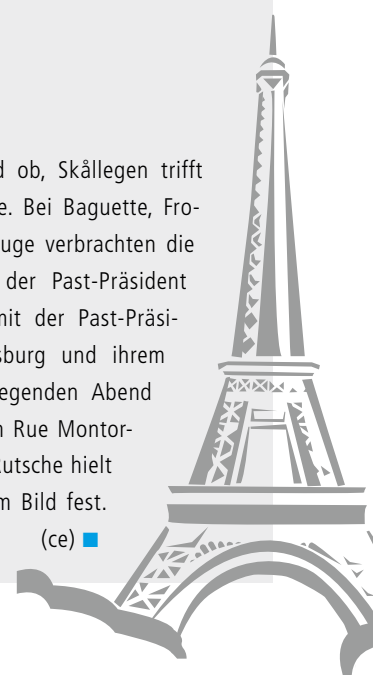 d ob, Skållegen trifft
e. Bei Baguette, Fro-
uge verbrachten die
der Past-Präsident
mit der Past-Präsi-
sburg und ihrem
egenden Abend
n Rue Montor-
Rutsche hielt
m Bild fest.
(ce)